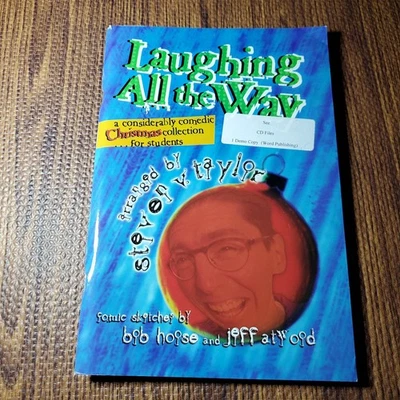 Laughing
All the Way
a considerably comedic
Christmas collection
for students
CD Files
1 Demo Copy (Word Publishing)
arranged by
steven v. taylor
comic sketches by
bob hoose and jeff atwood